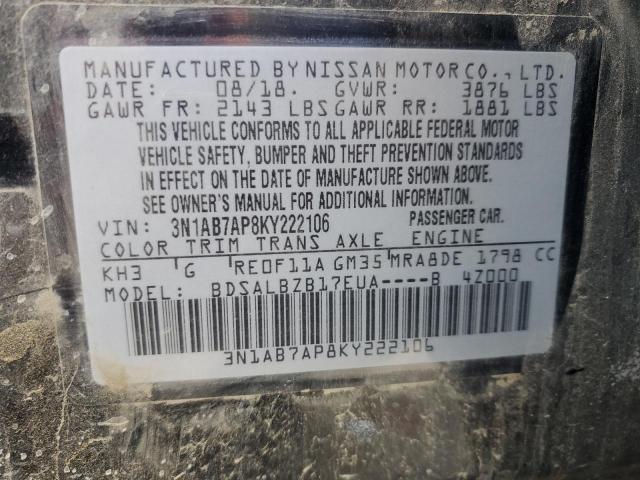 MANUFACTURED BY NISSAN MOTOR CO., LTD.
DATE: 08/18. GVWR: 3876 LBS
GAWR FR: 2143 LBS GAWR RR: 1881 LBS
THIS VEHICLE CONFORMS TO ALL APPLICABLE FEDERAL MOTOR
VEHICLE SAFETY, BUMPER AND THEFT PREVENTION STANDARDS
IN EFFECT ON THE DATE OF MANUFACTURE SHOWN ABOVE.
SEE OWNER'S MANUAL FOR ADDITIONAL INFORMATION.
VIN: 3N1AB7AP8KY222106 PASSENGER CAR.
COLOR TRIM TRANS AXLE ENGINE
KH3 G RE0F11A GM35 MRA8DE 1798 CC
MODEL: BDSALBZB17EUA----B 4Z000
3N1AB7AP8KY222106